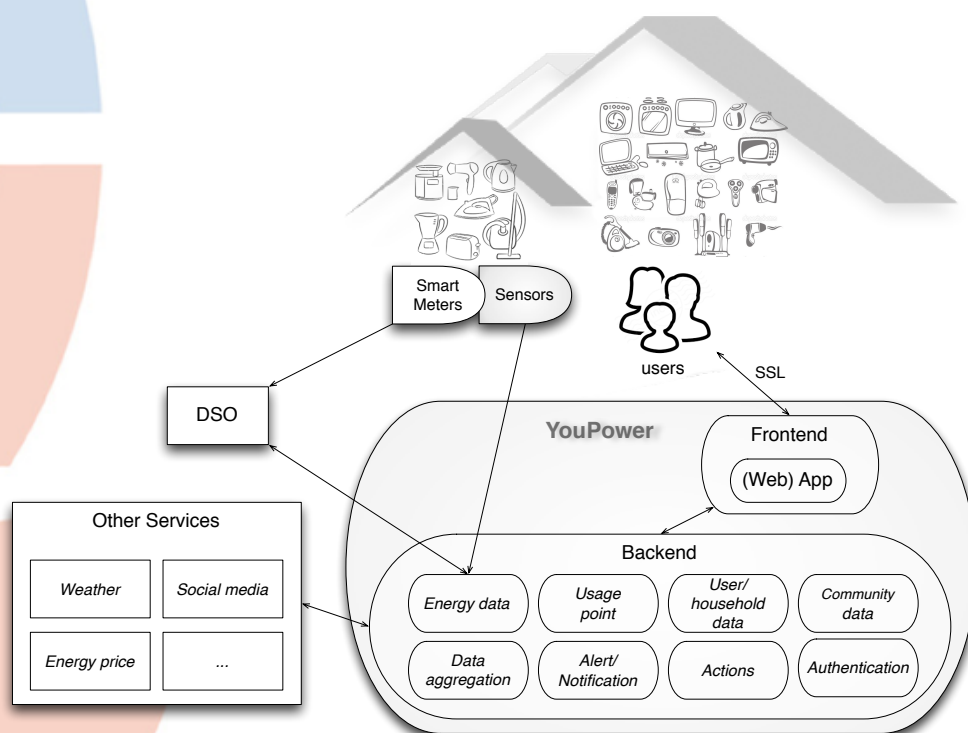 Smart
Meters
Sensors
users
SSL
DSO
YouPower
Frontend
(Web) App
Other Services
Weather
Social media
Energy price
...
Backend
Energy data
Usage
point
User/
household
data
Community
data
Data
aggregation
Alert/
Notification
Actions
Authentication